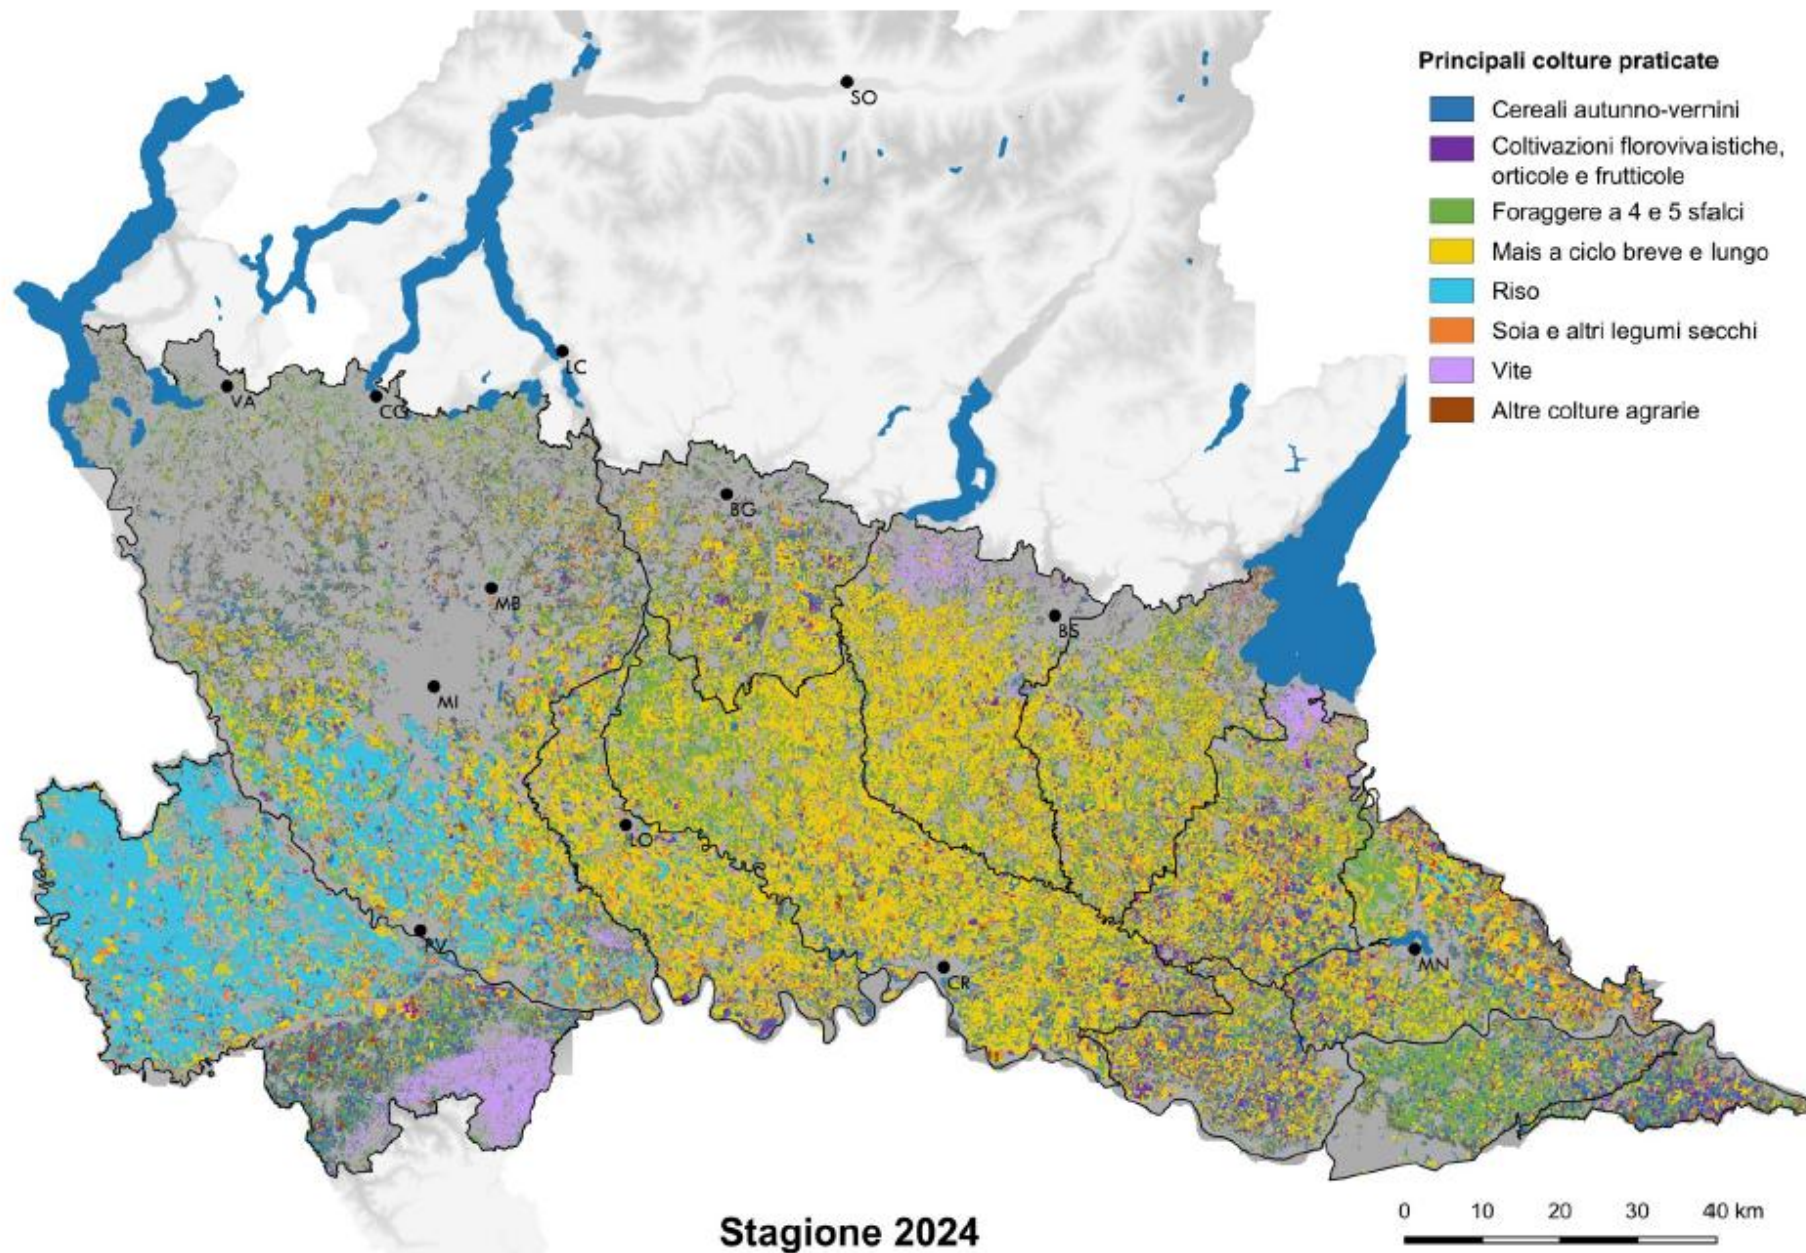 Principali colture praticate
Cereali autunno-vernini
Coltivazioni florovivaistiche,
orticole e frutticole
Foraggere a 4 e 5 sfalci
Mais a ciclo breve e lungo
Riso
Soia e altri legumi secchi
Vite
Altre colture agrarie
SO
LC
VA
CO
BG
MB
BS
MI
LO
PV
MN
CR
0 10 20 30 40 km
Stagione 2024